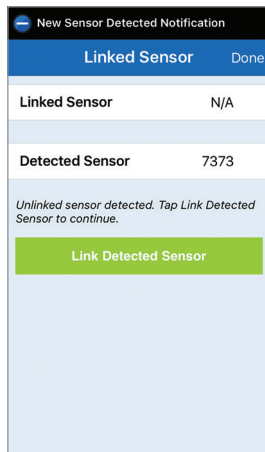 New Sensor Detected Notification
Linked Sensor Done
Linked Sensor N/A
Detected Sensor 7373
Unlinked sensor detected. Tap Link Detected
Sensor to continue.
Link Detected Sensor